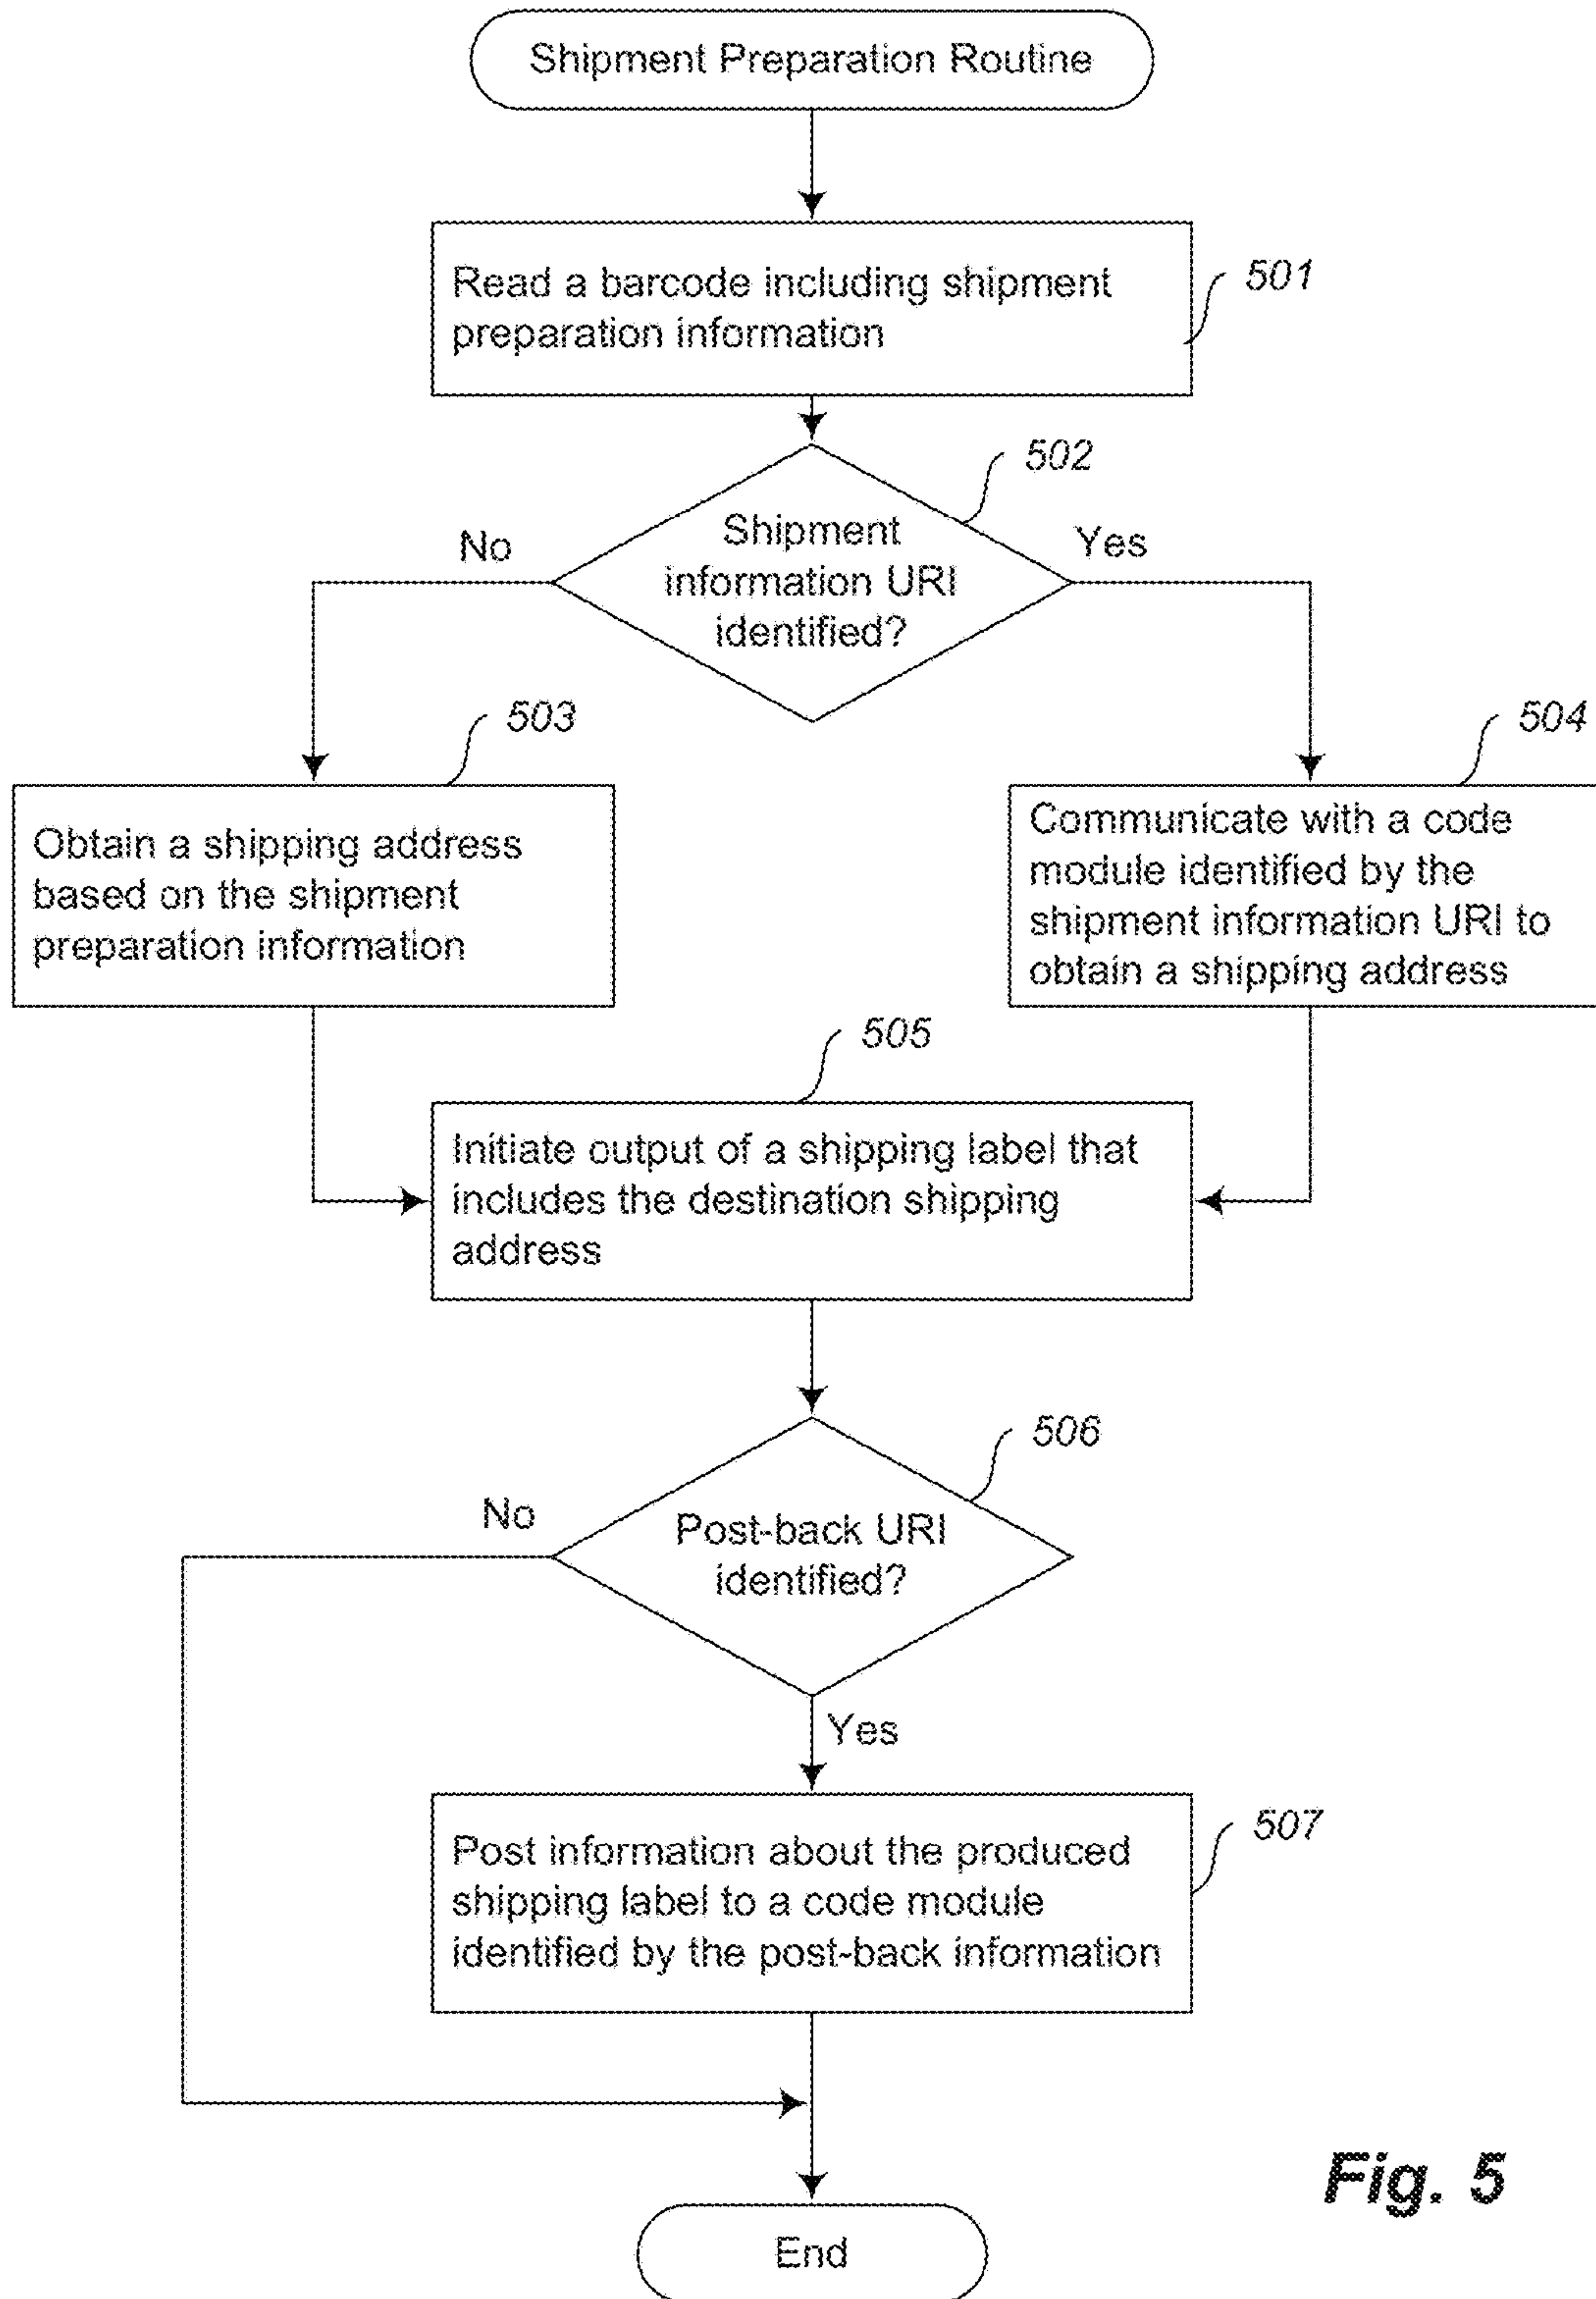 Shipment Preparation Routine
Read a barcode including shipment
preparation information
501
502
No
Yes
Shipment
information URI
identified?
503
504
Obtain a shipping address
based on the shipment
preparation information
Communicate with a code
module identified by the
shipment information URI to
obtain a shipping address
505
Initiate output of a shipping label that
includes the destination shipping
address
506
No
Post-back URI
identified?
Yes
507
Post information about the produced
shipping label to a code module
identified by the post-back information
Fig. 5
End